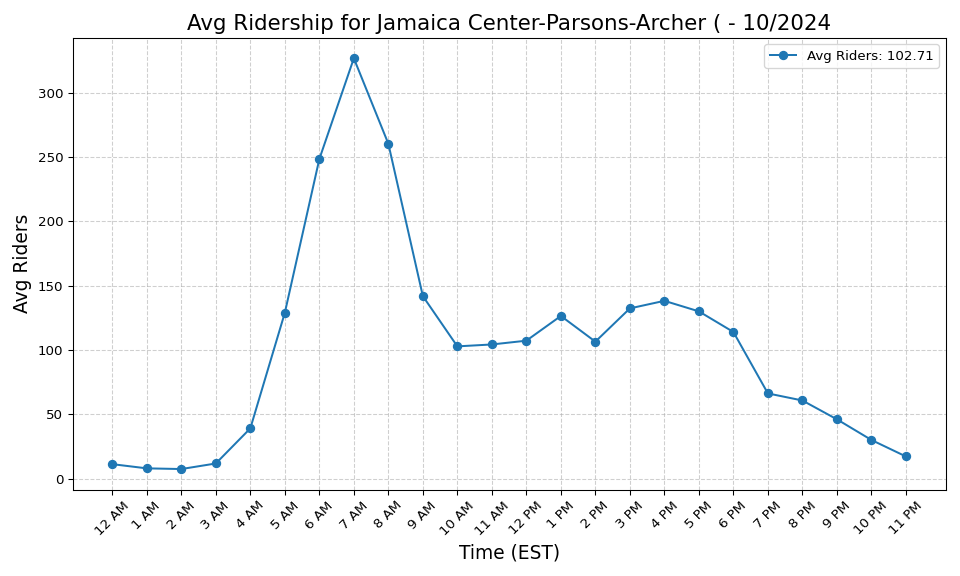 Avg Ridership for Jamaica Center-Parsons-Archer ( - 10/2024
Avg Riders: 102.71
Avg Riders
300
250
200
150
100
50
0
12 AM
1 AM
2 AM
3 AM
4 AM
5 AM
6 AM
7 AM
8 AM
9 AM
10 AM
11 AM
12 PM
1 PM
2 PM
3 PM
4 PM
5 PM
6 PM
7 PM
8 PM
9 PM
10 PM
11 PM
Time (EST)